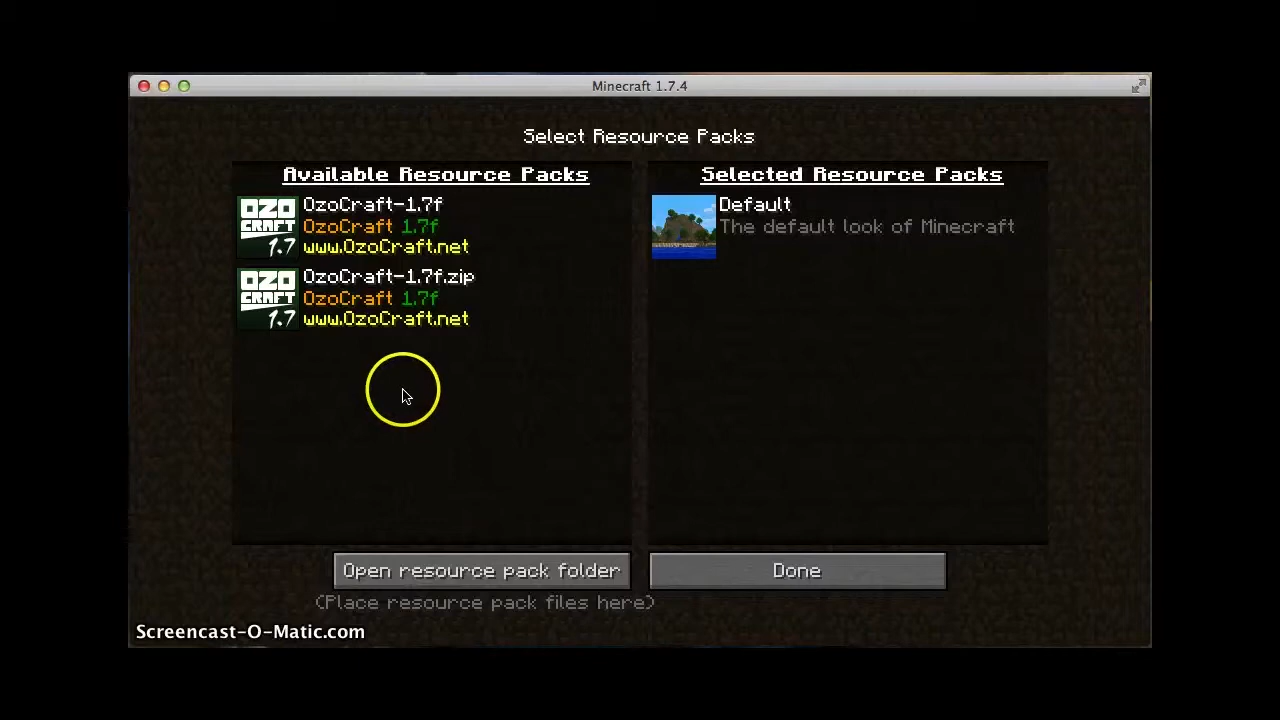 Minecraft 1.7.4
Select Resource Packs
Available Resource Packs
OZO
CRAFT
1.7
OzoCraft-1.7f
OzoCraft 1.7f
www.OzoCraft.net
OZO
CRAFT
1.7
OzoCraft-1.7f.zip
OzoCraft 1.7f
www.OzoCraft.net
Selected Resource Packs
Default
The default look of Minecraft
Open resource pack folder
Done
(Place resource pack files here)
Screencast-O-Matic.com